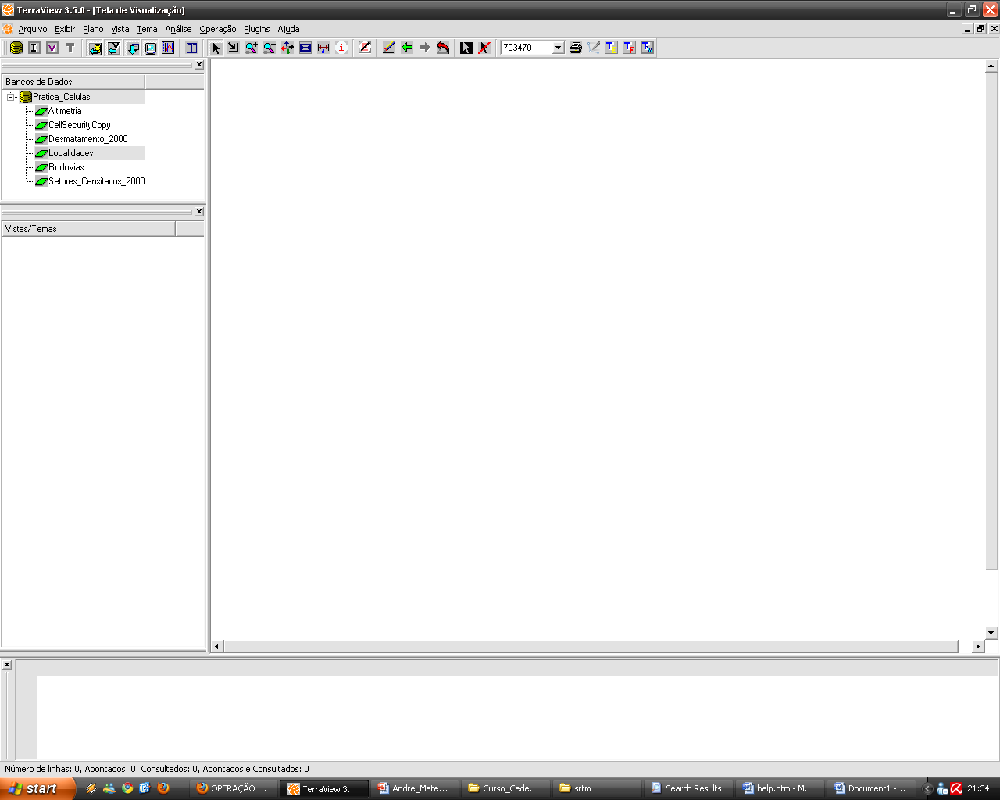 TerraView 3.5.0 - [Tela de Visualização]
Arquivo Exibir Plano Vista Tema Análise Operação Plugins Ajuda
703470
Bancos de Dados
Pratica_Celulas
Altimetria
CellSecurityCopy
Desmatamento_2000
Localidades
Rodovias
Setores_Censitarios_2000
Vistas/Temas
Número de linhas: 0, Apontados: 0, Consultados: 0, Apontados e Consultados: 0
start OPERAÇÃO ... TerraView 3... Andre_Mate... Curso_Cede... srtm Search Results help.htm - M... Document1 -... 21:34